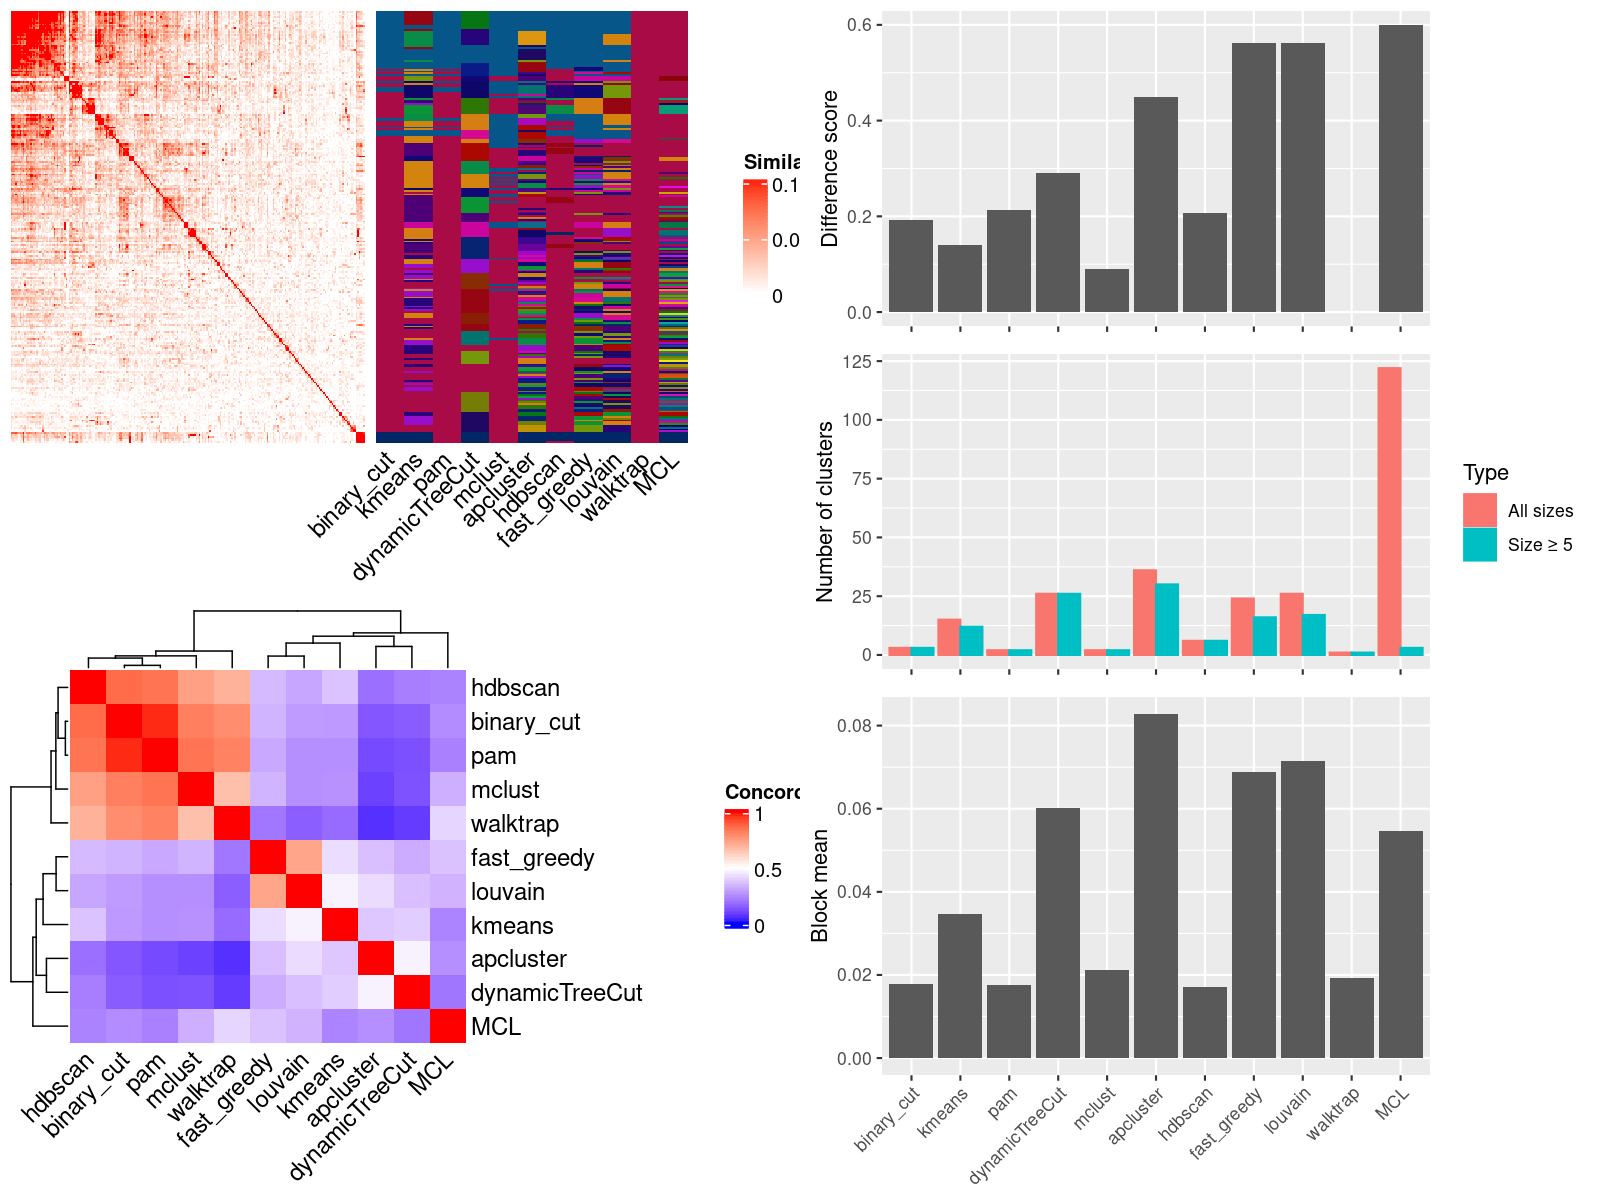 Simila
0.1
0.0
0
binary_cut
kmeans
pam
dynamicTreeCut
mclust
apcluster
hdbscan
fast_greedy
louvain
walktrap
MCL
hdbscan
binary_cut
pam
mclust
walktrap
fast_greedy
louvain
kmeans
apcluster
dynamicTreeCut
MCL
hdbscan
binary_cut
pam
mclust
walktrap
fast_greedy
louvain
kmeans
apcluster
dynamicTreeCut
MCL
Concord
1
0.5
0
Difference score
0.6
0.4
0.2
0.0
Number of clusters
125
100
75
50
25
0
Type
All sizes
Size ≥ 5
Block mean
0.08
0.06
0.04
0.02
0.00
binary_cut
kmeans
pam
dynamicTreeCut
mclust
apcluster
hdbscan
fast_greedy
louvain
walktrap
MCL